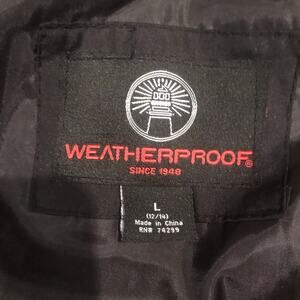 WEATHERPROOF®
SINCE 1948
L
(12/14)
Made in China
RN# 74299